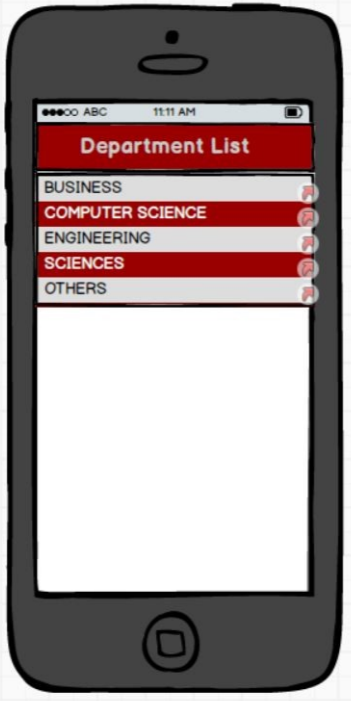 ABC 11:11 AM
Department List
BUSINESS
COMPUTER SCIENCE
ENGINEERING
SCIENCES
OTHERS